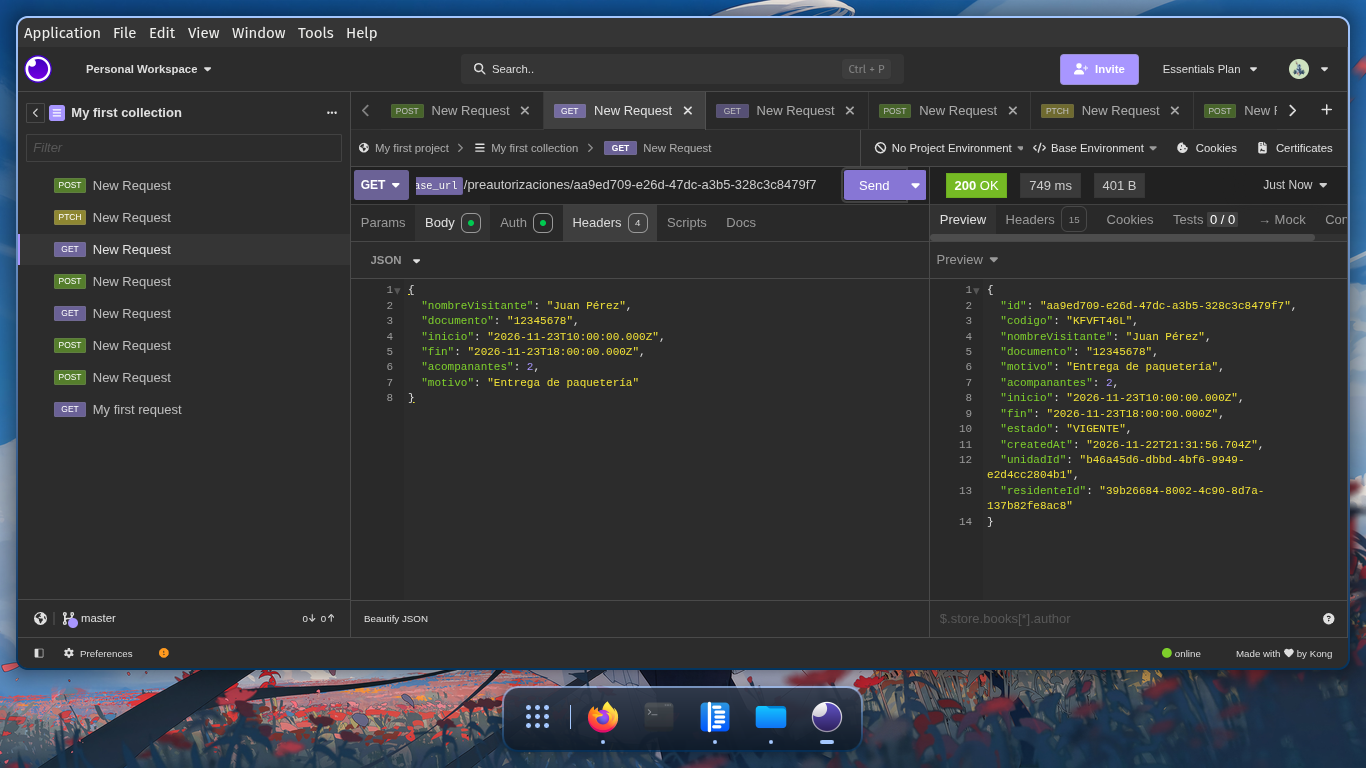 Application File Edit View Window Tools Help
Personal Workspace
Search..
Ctrl + P
Invite
Essentials Plan
My first collection
POST New Request
GET New Request
GET New Request
POST New Request
PTCH New Request
POST New F
Filter
My first project
My first collection
GET New Request
No Project Environment
Base Environment
Cookies
Certificates
POST New Request
PTCH New Request
GET New Request
POST New Request
GET New Request
POST New Request
POST New Request
GET My first request
GET
ase_url /preautorizaciones/aa9ed709-e26d-47dc-a3b5-328c3c8479f7
Send
200 OK
749 ms
401 B
Just Now
Params Body Auth Headers 4 Scripts Docs
Preview Headers 15 Cookies Tests 0 / 0 → Mock Cor
JSON
Preview
1 {
2 "nombreVisitante": "Juan Pérez",
3 "documento": "12345678",
4 "inicio": "2026-11-23T10:00:00.000Z",
5 "fin": "2026-11-23T18:00:00.000Z",
6 "acompanantes": 2,
7 "motivo": "Entrega de paquetería"
8 }
1 {
2 "id": "aa9ed709-e26d-47dc-a3b5-328c3c8479f7",
3 "codigo": "KFVFT46L",
4 "nombreVisitante": "Juan Pérez",
5 "documento": "12345678",
6 "motivo": "Entrega de paquetería",
7 "acompanantes": 2,
8 "inicio": "2026-11-23T10:00:00.000Z",
9 "fin": "2026-11-23T18:00:00.000Z",
10 "estado": "VIGENTE",
11 "createdAt": "2026-11-22T21:31:56.704Z",
12 "unidadId": "b46a45d6-dbbd-4bf6-9949-
e2d4cc2804b1",
13 "residenteId": "39b26684-8002-4c90-8d7a-
137b82fe8ac8"
14 }
master
0↓ 0↑
Beautify JSON
$.store.books[*].author
Preferences
online
Made with ♥ by Kong